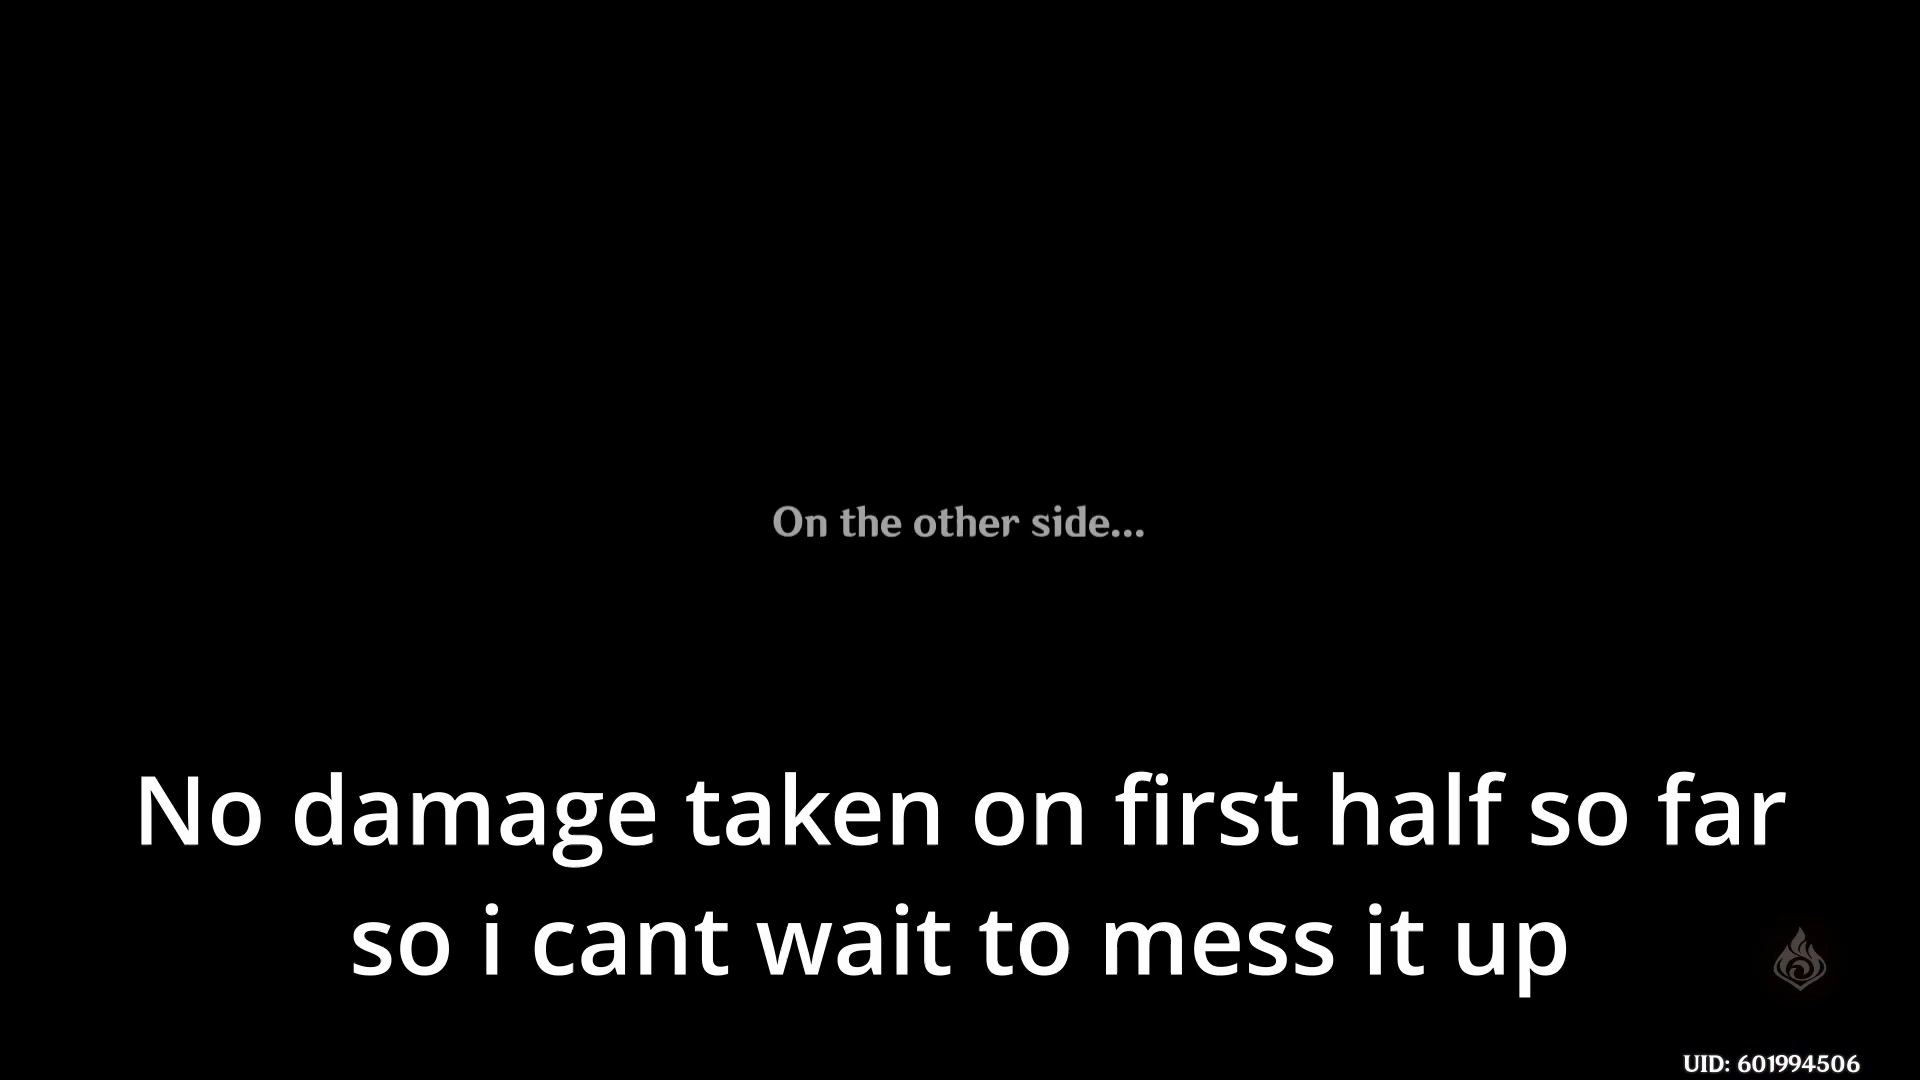 On the other side...
No damage taken on first half so far
so i cant wait to mess it up
UID: 601994506